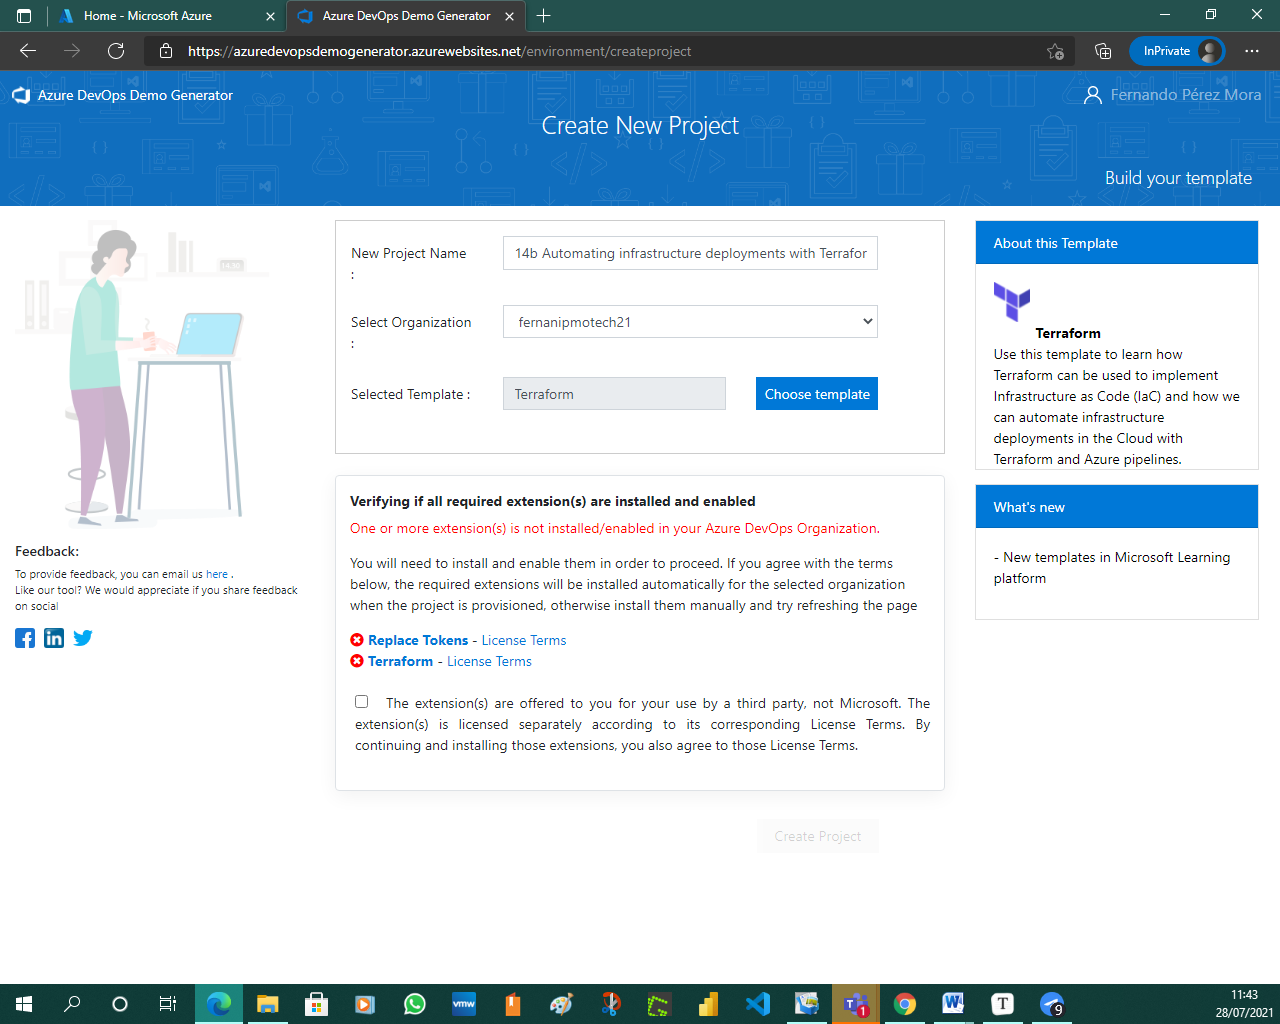 Home - Microsoft Azure
Azure DevOps Demo Generator
https://azuredevopsdemogenerator.azurewebsites.net/environment/createproject
InPrivate
Azure DevOps Demo Generator
Fernando Pérez Mora
Create New Project
Build your template
New Project Name
:
14b Automating infrastructure deployments with Terrafor
Select Organization
:
fernanipmotech21
Selected Template :
Terraform
Choose template
Verifying if all required extension(s) are installed and enabled
One or more extension(s) is not installed/enabled in your Azure DevOps Organization.
You will need to install and enable them in order to proceed. If you agree with the terms
below, the required extensions will be installed automatically for the selected organization
when the project is provisioned, otherwise install them manually and try refreshing the page
Replace Tokens - License Terms
Terraform - License Terms
The extension(s) are offered to you for your use by a third party, not Microsoft. The
extension(s) is licensed separately according to its corresponding License Terms. By
continuing and installing those extensions, you also agree to those License Terms.
Create Project
About this Template
Terraform
Use this template to learn how
Terraform can be used to implement
Infrastructure as Code (IaC) and how we
can automate infrastructure
deployments in the Cloud with
Terraform and Azure pipelines.
What's new
- New templates in Microsoft Learning
platform
Feedback:
To provide feedback, you can email us here .
Like our tool? We would appreciate if you share feedback
on social
vmw
1
T
9
11:43
28/07/2021